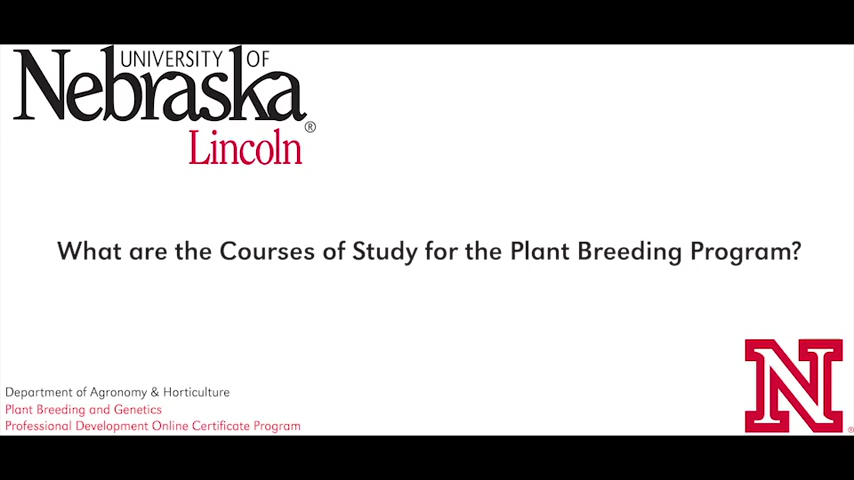 UNIVERSITY OF
Nebraska®
Lincoln
What are the Courses of Study for the Plant Breeding Program?
Department of Agronomy & Horticulture
Plant Breeding and Genetics
Professional Development Online Certificate Program
N®